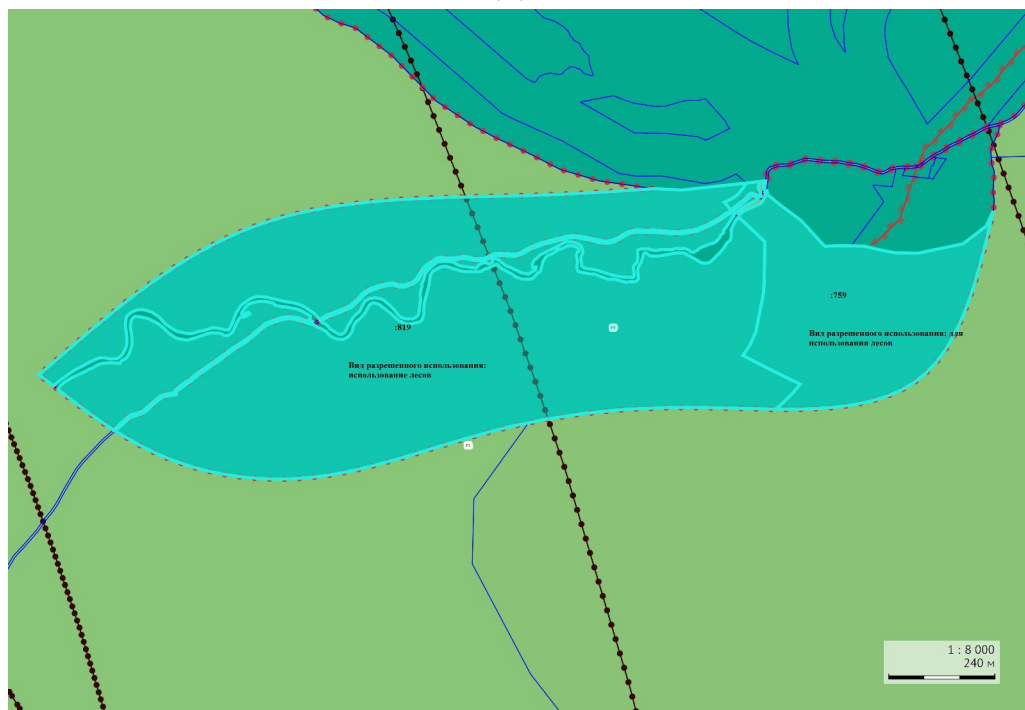 :759
:819
Вид разрешенного использования: для
использования лесов
Вид разрешенного использования:
использование лесов
1 : 8 000
240 м